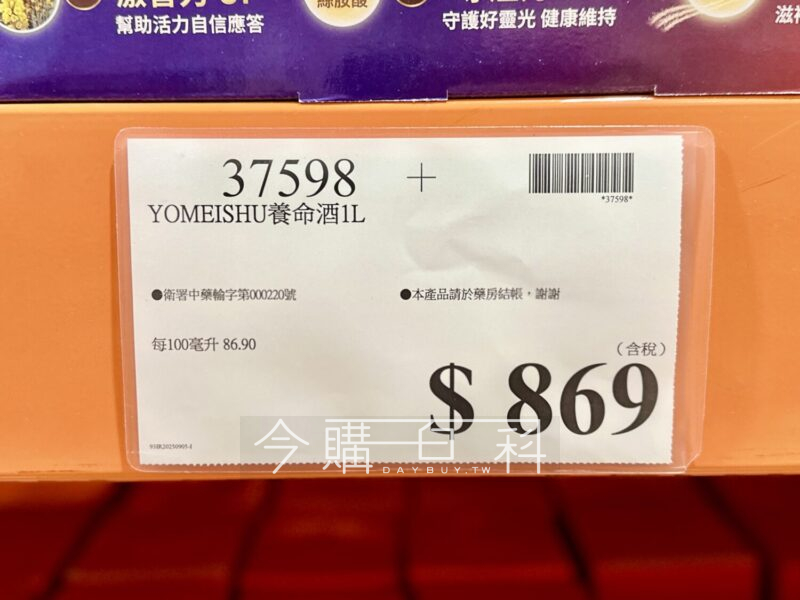 幫助活力自信應答
守護好靈光 健康維持
37598
+
*37598*
YOMEISHU養命酒1L
●衛署中藥輸字第000220號
●本產品請於藥房結帳，謝謝
每100毫升 86.90
（含稅）
$ 869
今購百科
DAYBUY.TW